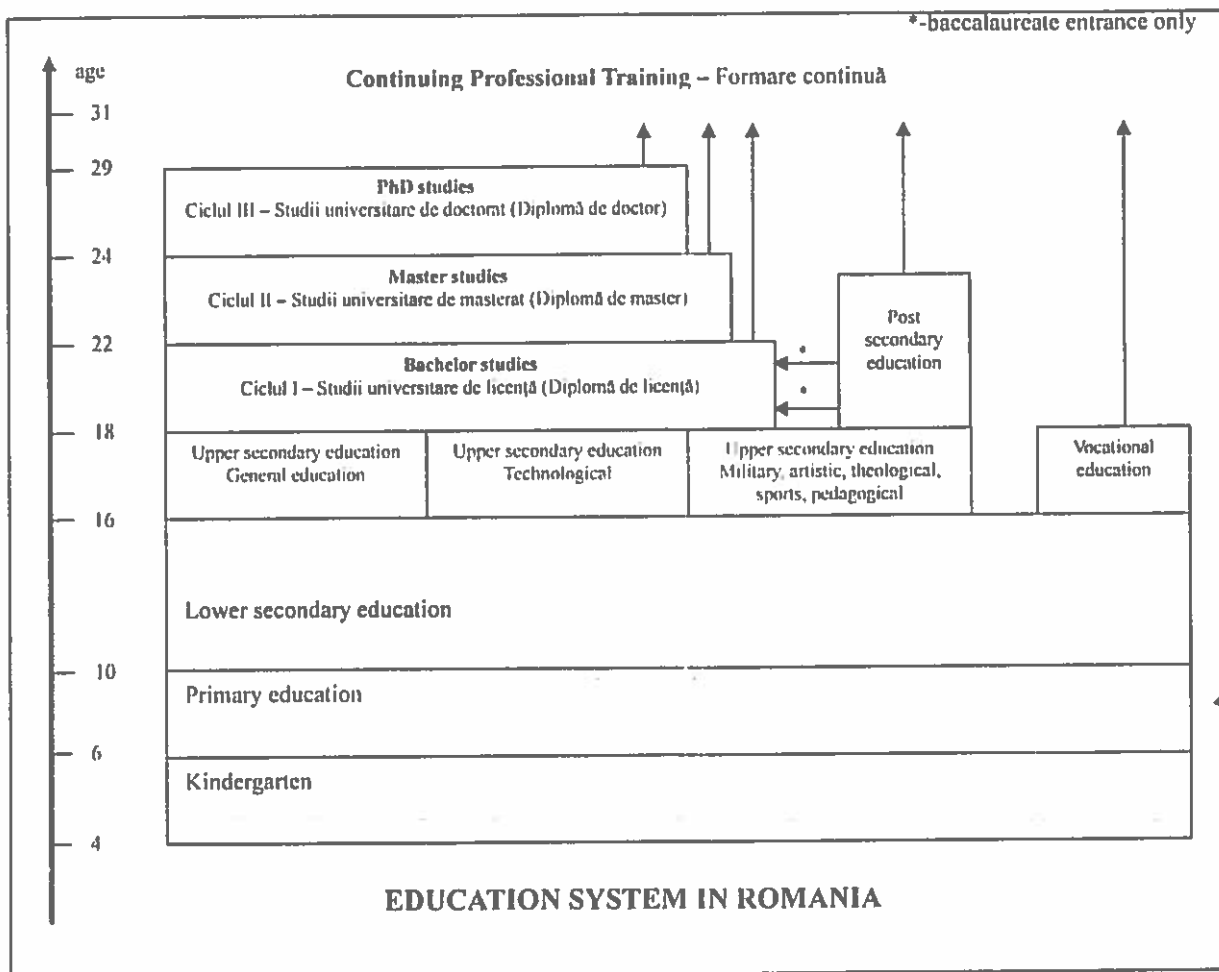 *-baccalaureate entrance only
age
Continuing Professional Training – Formare continuă
31
29
PhD studies
Ciclul III – Studii universitare de doctorat (Diplomă de doctor)
24
Master studies
Ciclul II – Studii universitare de masterat (Diplomă de master)
Post
secondary
education
22
Bachelor studies
Ciclul I – Studii universitare de licenţă (Diplomă de licenţă)
*
*
18
Upper secondary education
General education
Upper secondary education
Technological
Upper secondary education
Military, artistic, theological,
sports, pedagogical
Vocational
education
16
Lower secondary education
10
Primary education
6
Kindergarten
4
EDUCATION SYSTEM IN ROMANIA